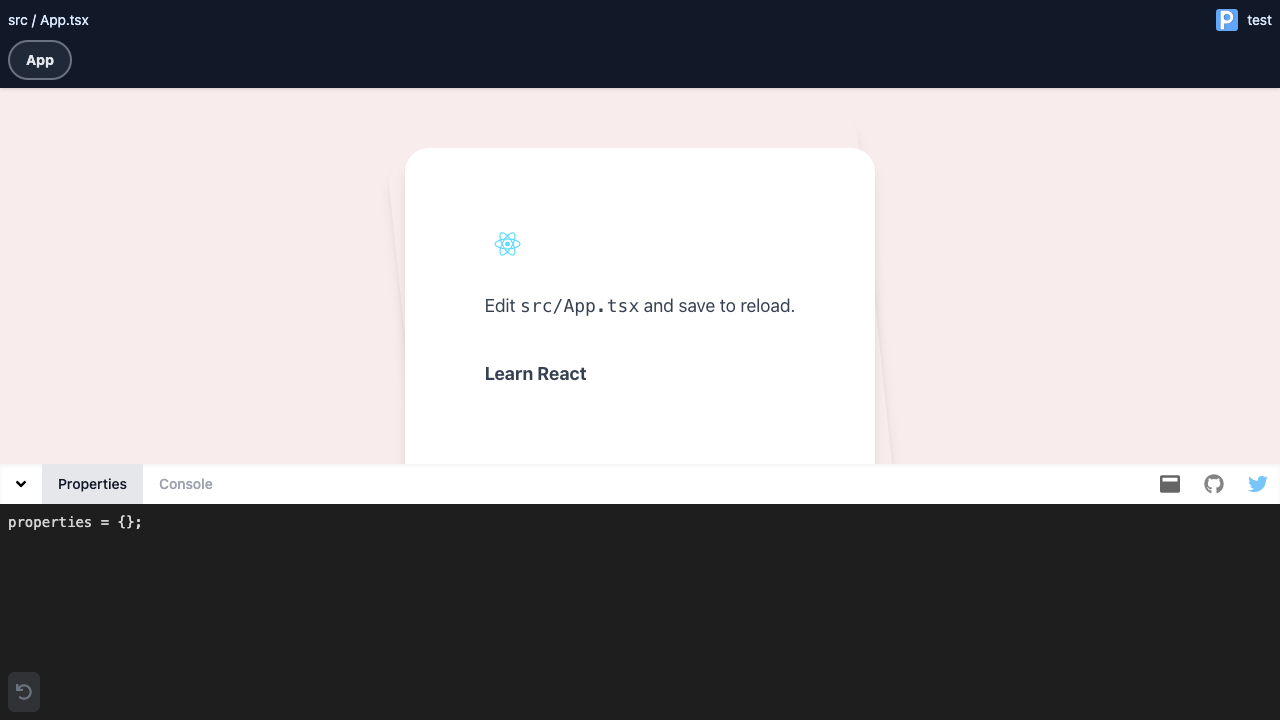 src / App.tsx
P test
App
Edit src/App.tsx and save to reload.
Learn React
Properties Console
properties = {};